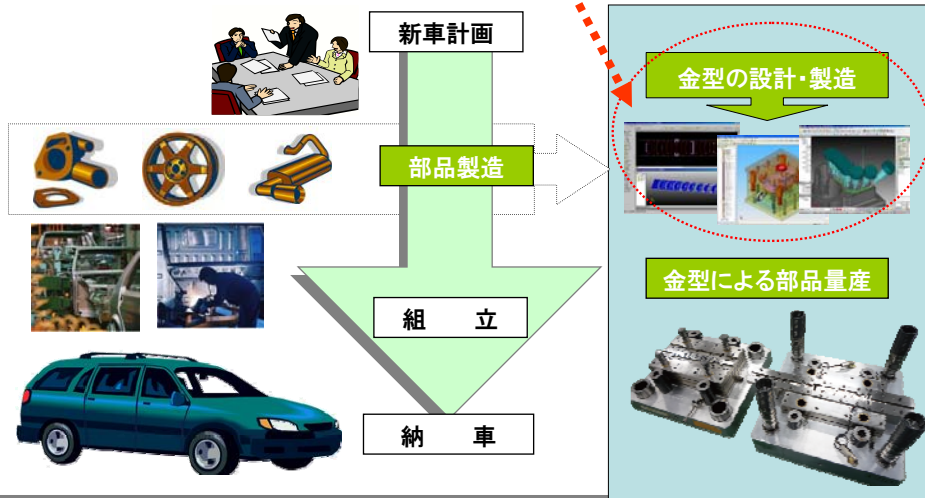 新車計画
部品製造
組　立
納　車
金型の設計・製造
金型による部品量産